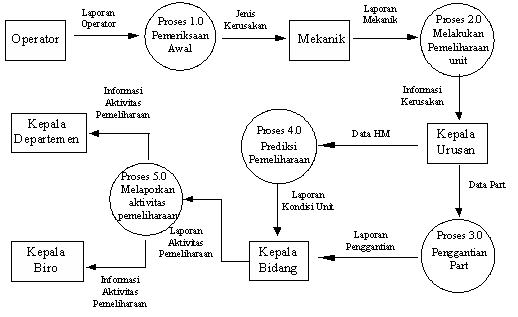 Operator
Laporan
Operator
Proses 1.0
Pemeriksaan
Awal
Jenis
Kerusakan
Mekanik
Laporan
Mekanik
Proses 2.0
Melakukan
Pemeliharaan
unit
Informasi
Kerusakan
Kepala
Urusan
Data HM
Proses 4.0
Prediksi
Pemeliharaan
Data Part
Proses 3.0
Penggantian
Part
Laporan
Penggantian
Laporan
Kondisi Unit
Kepala
Bidang
Laporan
Aktivitas
Pemeliharaan
Proses 5.0
Melaporkan
aktivitas
pemeliharaan
Informasi
Aktivitas
Pemeliharaan
Kepala
Departemen
Kepala
Biro
Informasi
Aktivitas
Pemeliharaan